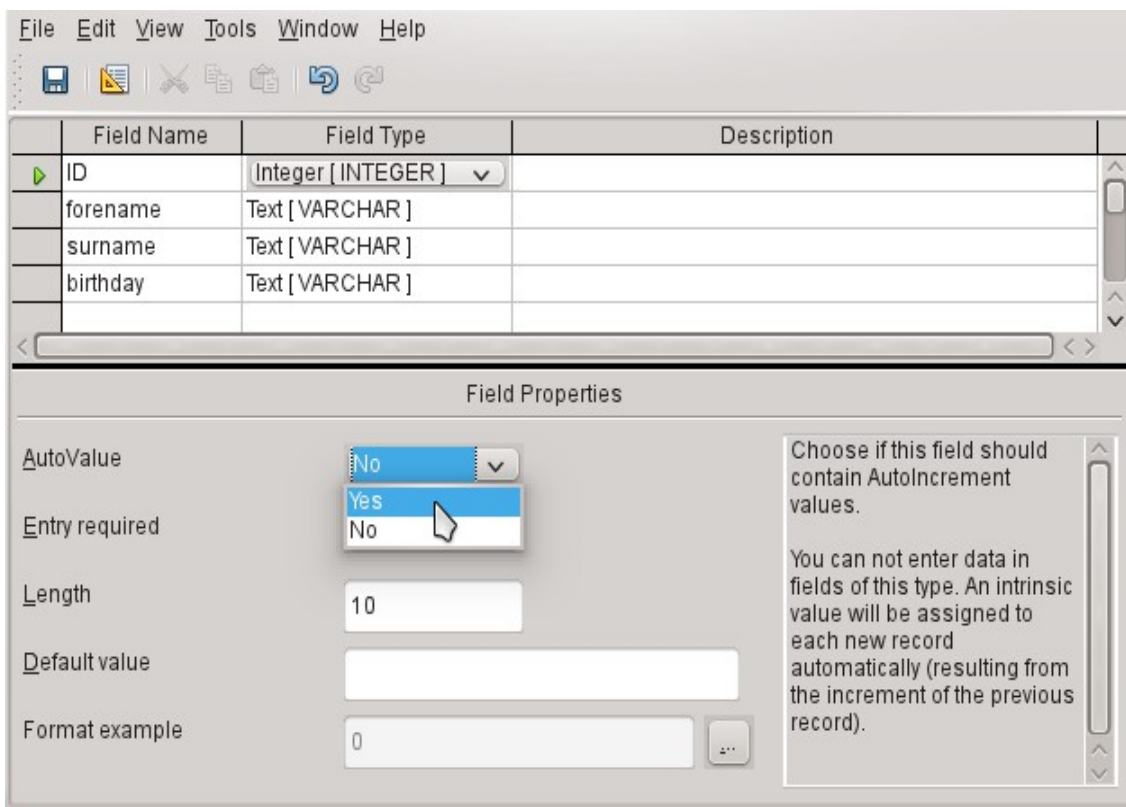 File Edit View Tools Window Help
Field Name Field Type Description
ID Integer [ INTEGER ]
forename Text [ VARCHAR ]
surname Text [ VARCHAR ]
birthday Text [ VARCHAR ]
Field Properties
AutoValue No
Yes
No
Entry required
Length 10
Default value
Format example 0 ...
Choose if this field should
contain AutoIncrement
values.
You can not enter data in
fields of this type. An intrinsic
value will be assigned to
each new record
automatically (resulting from
the increment of the previous
record).